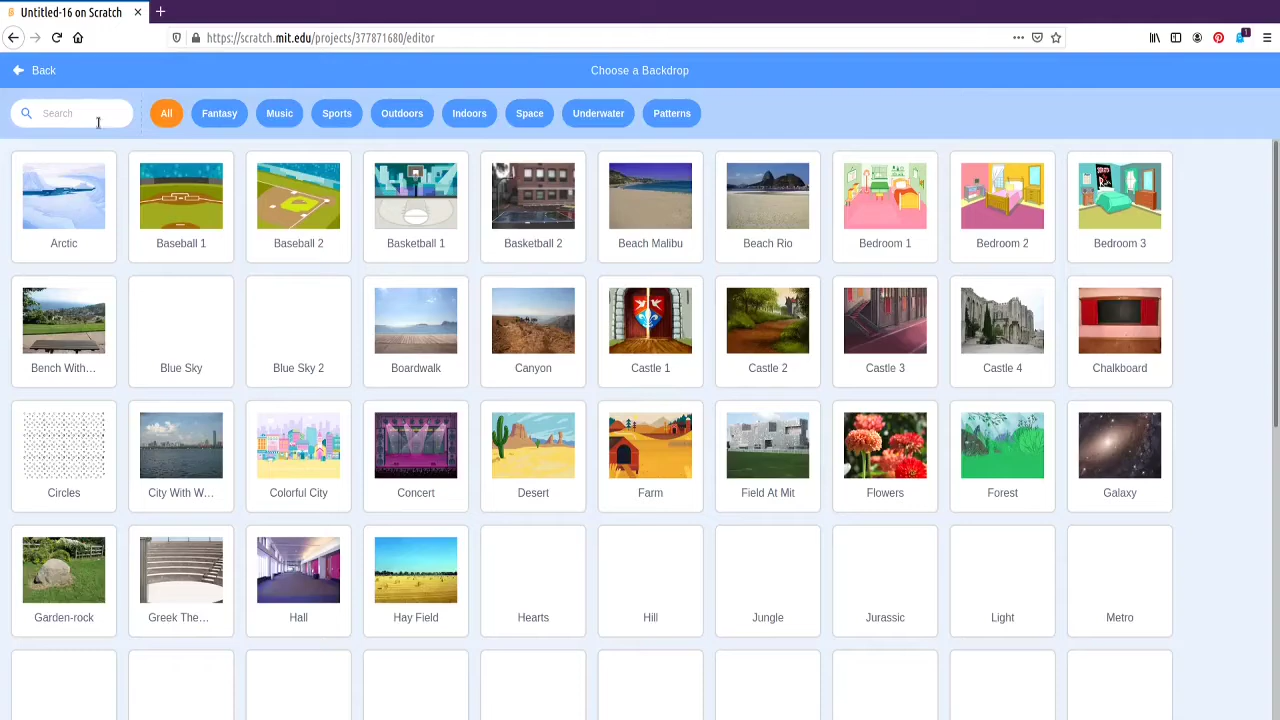 Untitled-16 on Scratch
https://scratch.mit.edu/projects/377871680/editor
1
Back
Choose a Backdrop
Search
All
Fantasy
Music
Sports
Outdoors
Indoors
Space
Underwater
Patterns
Arctic
Baseball 1
Baseball 2
Basketball 1
Basketball 2
Beach Malibu
Beach Rio
Bedroom 1
Bedroom 2
Bedroom 3
Bench With...
Blue Sky
Blue Sky 2
Boardwalk
Canyon
Castle 1
Castle 2
Castle 3
Castle 4
Chalkboard
Circles
City With W...
Colorful City
Concert
Desert
Farm
Field At Mit
Flowers
Forest
Galaxy
Garden-rock
Greek The...
Hall
Hay Field
Hearts
Hill
Jungle
Jurassic
Light
Metro